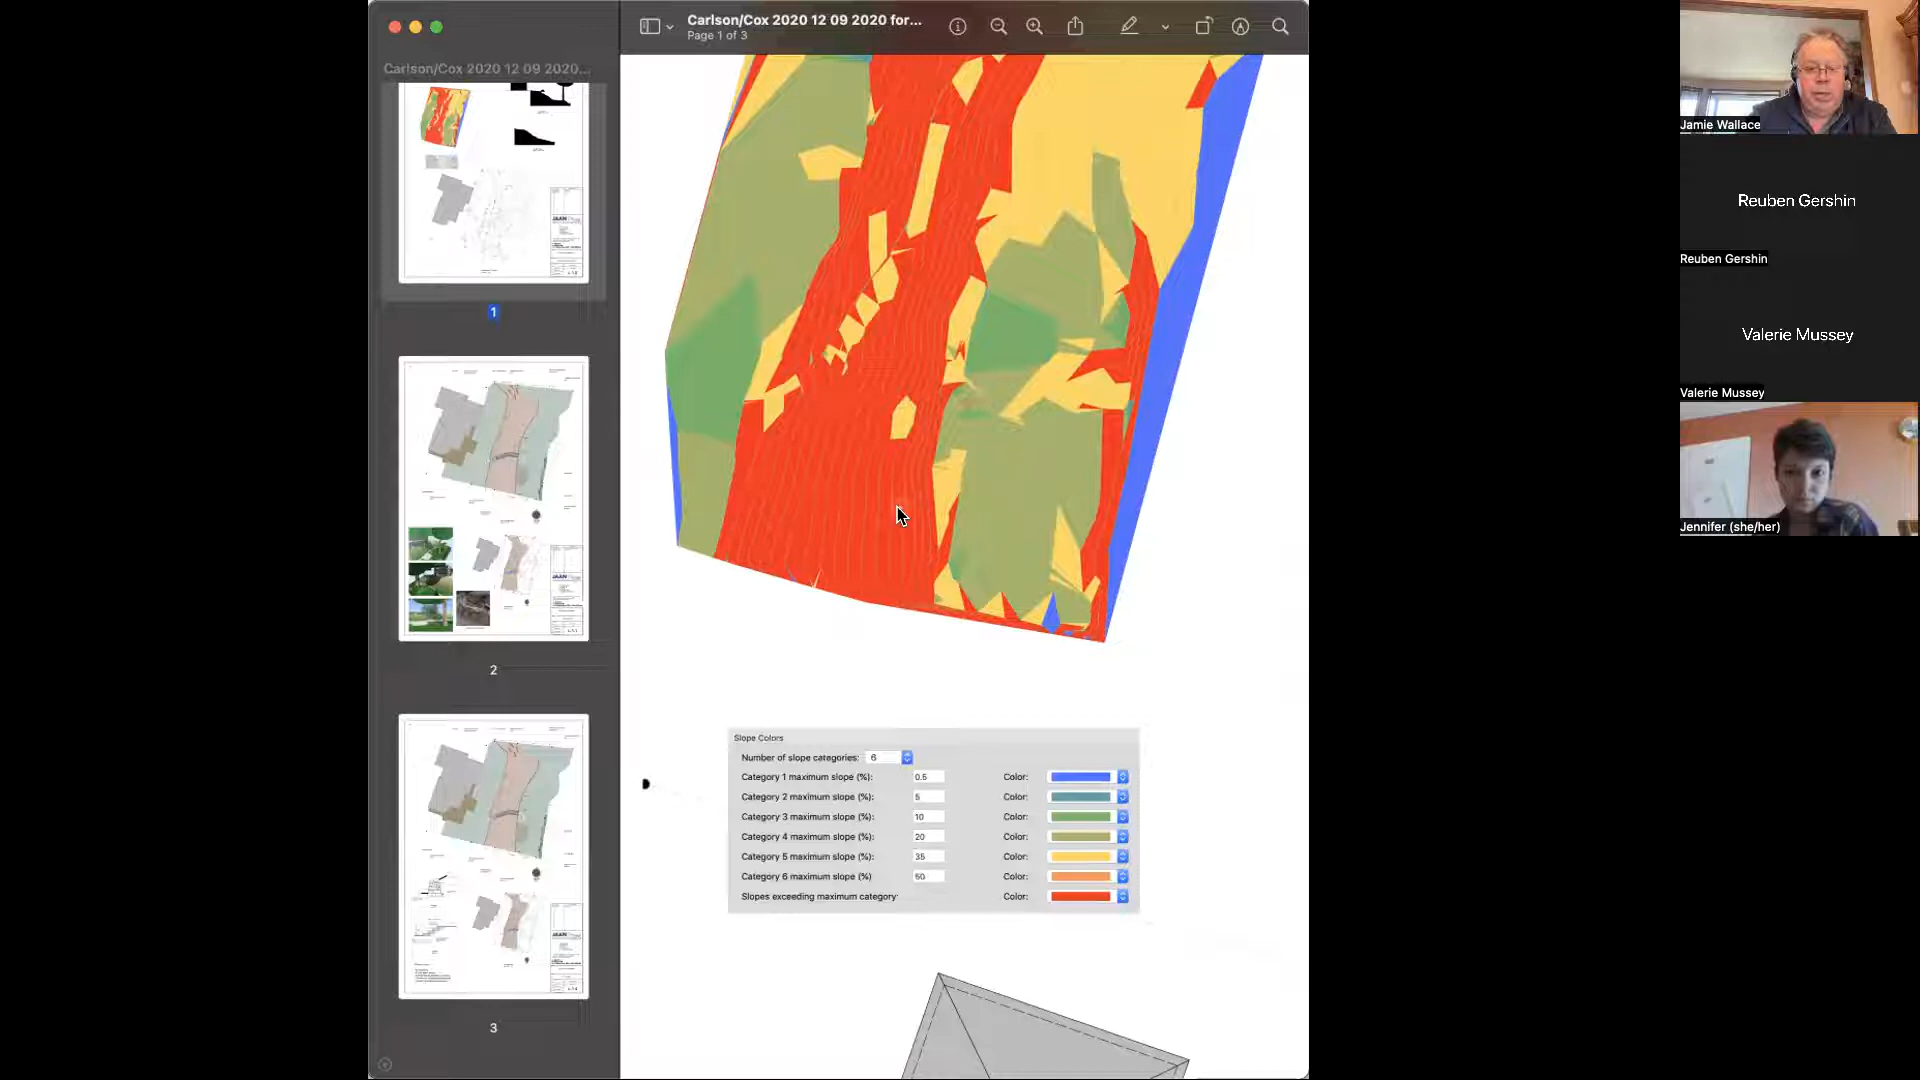 Carlson/Cox 2020 12 09 2020 for...
Page 1 of 3
Carlson/Cox 2020 12 09 2020...
1
2
3
Slope Colors
Number of slope categories: 6
Category 1 maximum slope (%): 0.5 Color:
Category 2 maximum slope (%): 5 Color:
Category 3 maximum slope (%): 10 Color:
Category 4 maximum slope (%): 20 Color:
Category 5 maximum slope (%): 35 Color:
Category 6 maximum slope (%) 50 Color:
Slopes exceeding maximum category: Color:
Jamie Wallace
Reuben Gershin
Reuben Gershin
Valerie Mussey
Valerie Mussey
Jennifer (she/her)